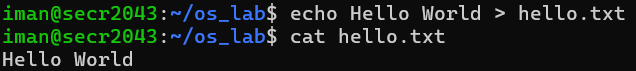 iman@secr2043:~/os_lab$ echo Hello World > hello.txt
iman@secr2043:~/os_lab$ cat hello.txt
Hello World